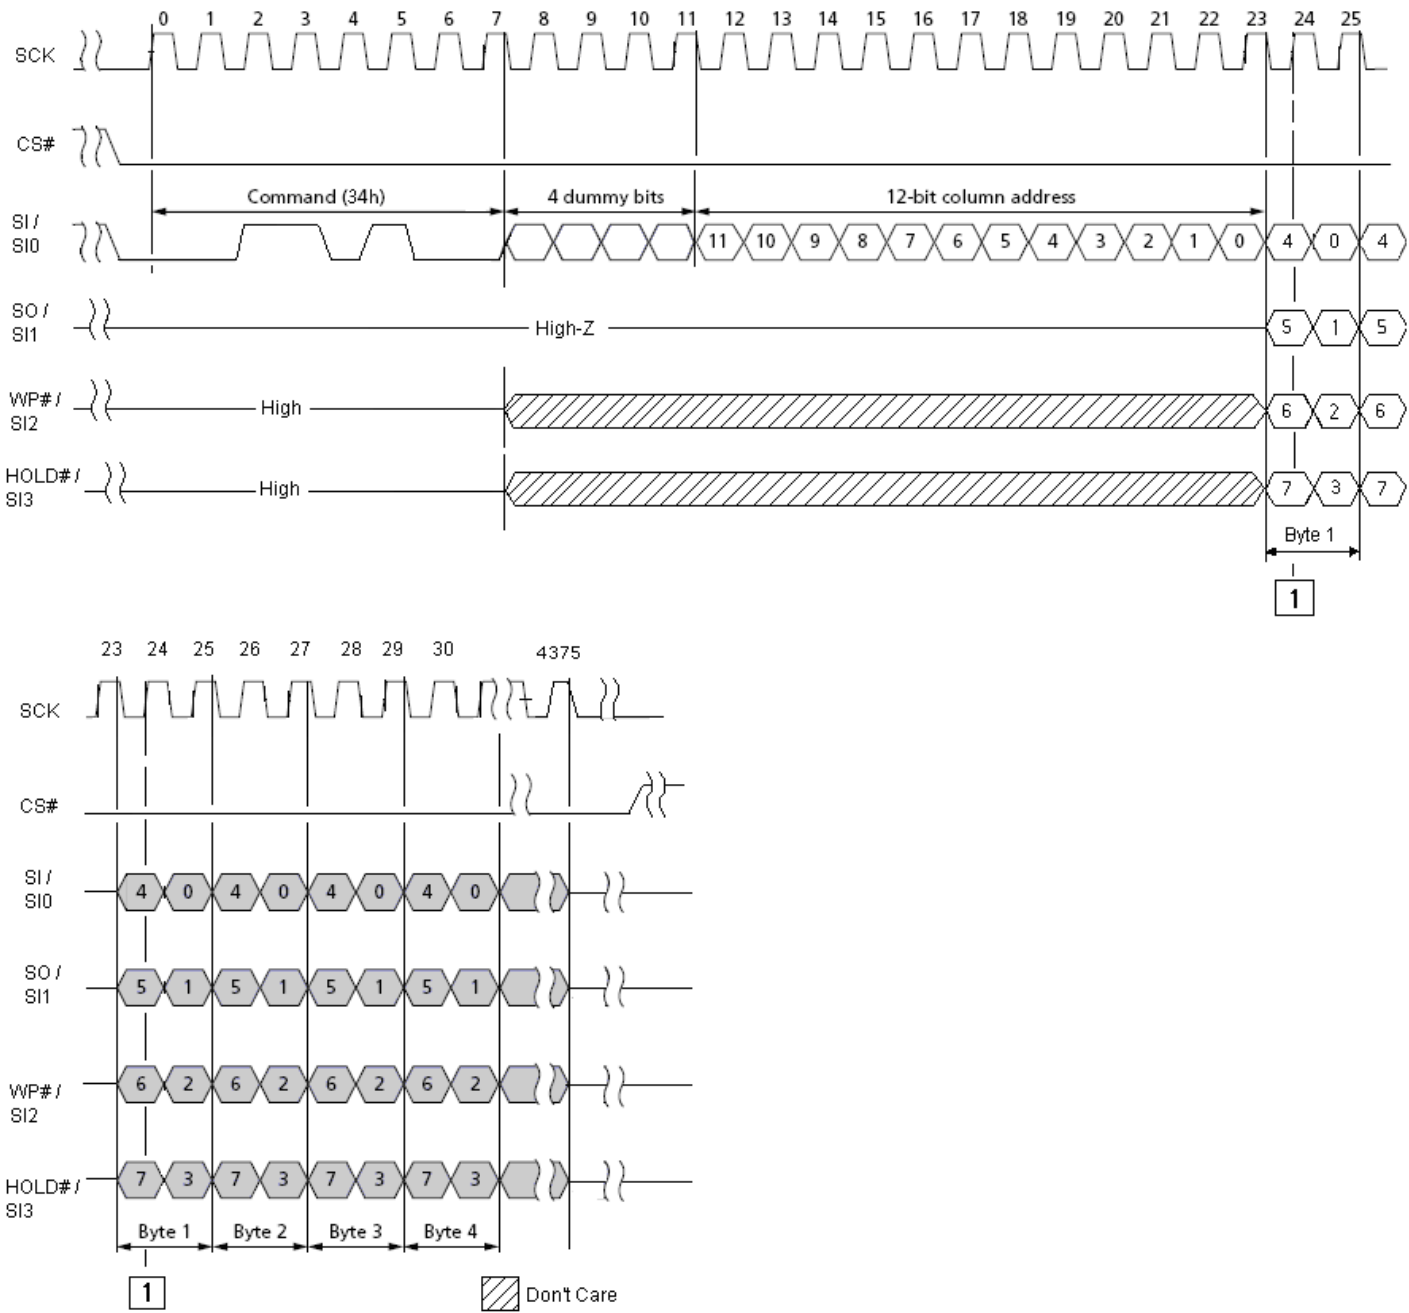 0 1 2 3 4 5 6 7 8 9 10 11 12 13 14 15 16 17 18 19 20 21 22 23 24 25
SCK
CS#
Command (34h) 4 dummy bits 12-bit column address
SI /
SI0
11 10 9 8 7 6 5 4 3 2 1 0 4 0 4
SO /
SI1
High-Z
5 1 5
WP# /
SI2
High
6 2 6
HOLD# /
SI3
High
7 3 7
Byte 1
1
23 24 25 26 27 28 29 30 4375
SCK
CS#
SI /
SI0
4 0 4 0 4 0 4 0
SO /
SI1
5 1 5 1 5 1 5 1
WP# /
SI2
6 2 6 2 6 2 6 2
HOLD# /
SI3
7 3 7 3 7 3 7 3
Byte 1 Byte 2 Byte 3 Byte 4
1
Don't Care